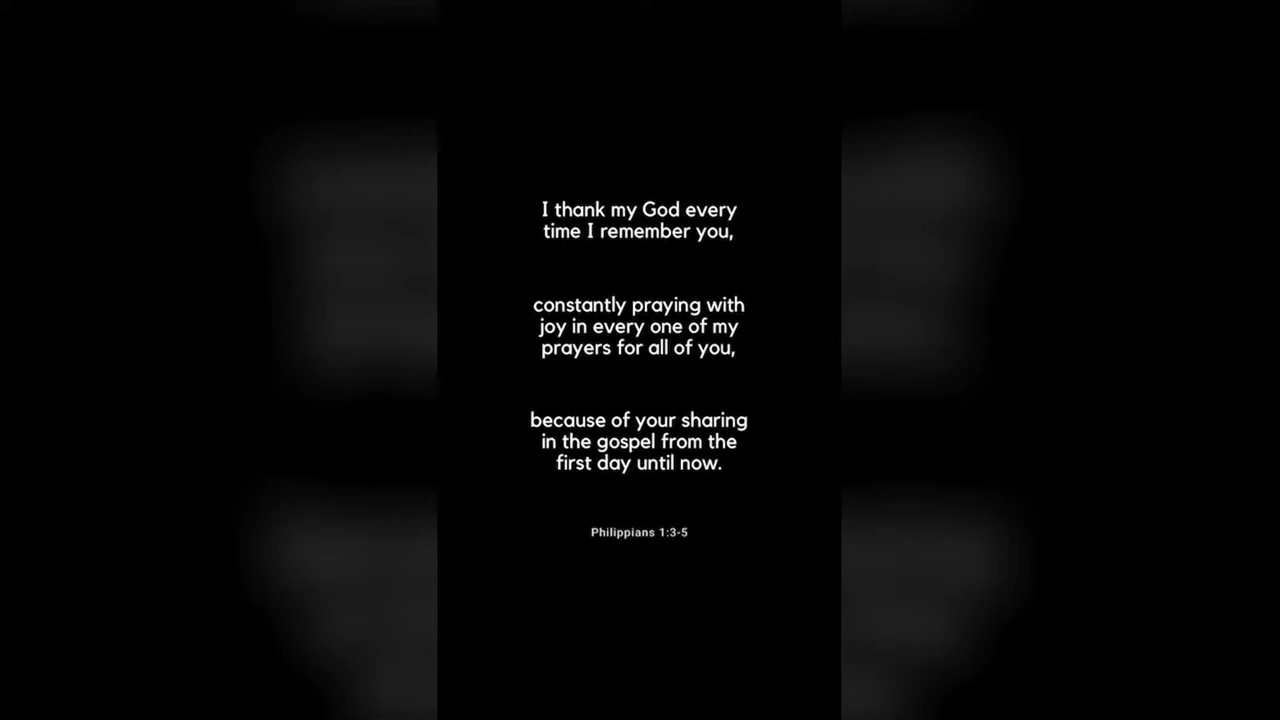 I thank my God every
time I remember you,
constantly praying with
joy in every one of my
prayers for all of you,
because of your sharing
in the gospel from the
first day until now.
Philippians 1:3-5